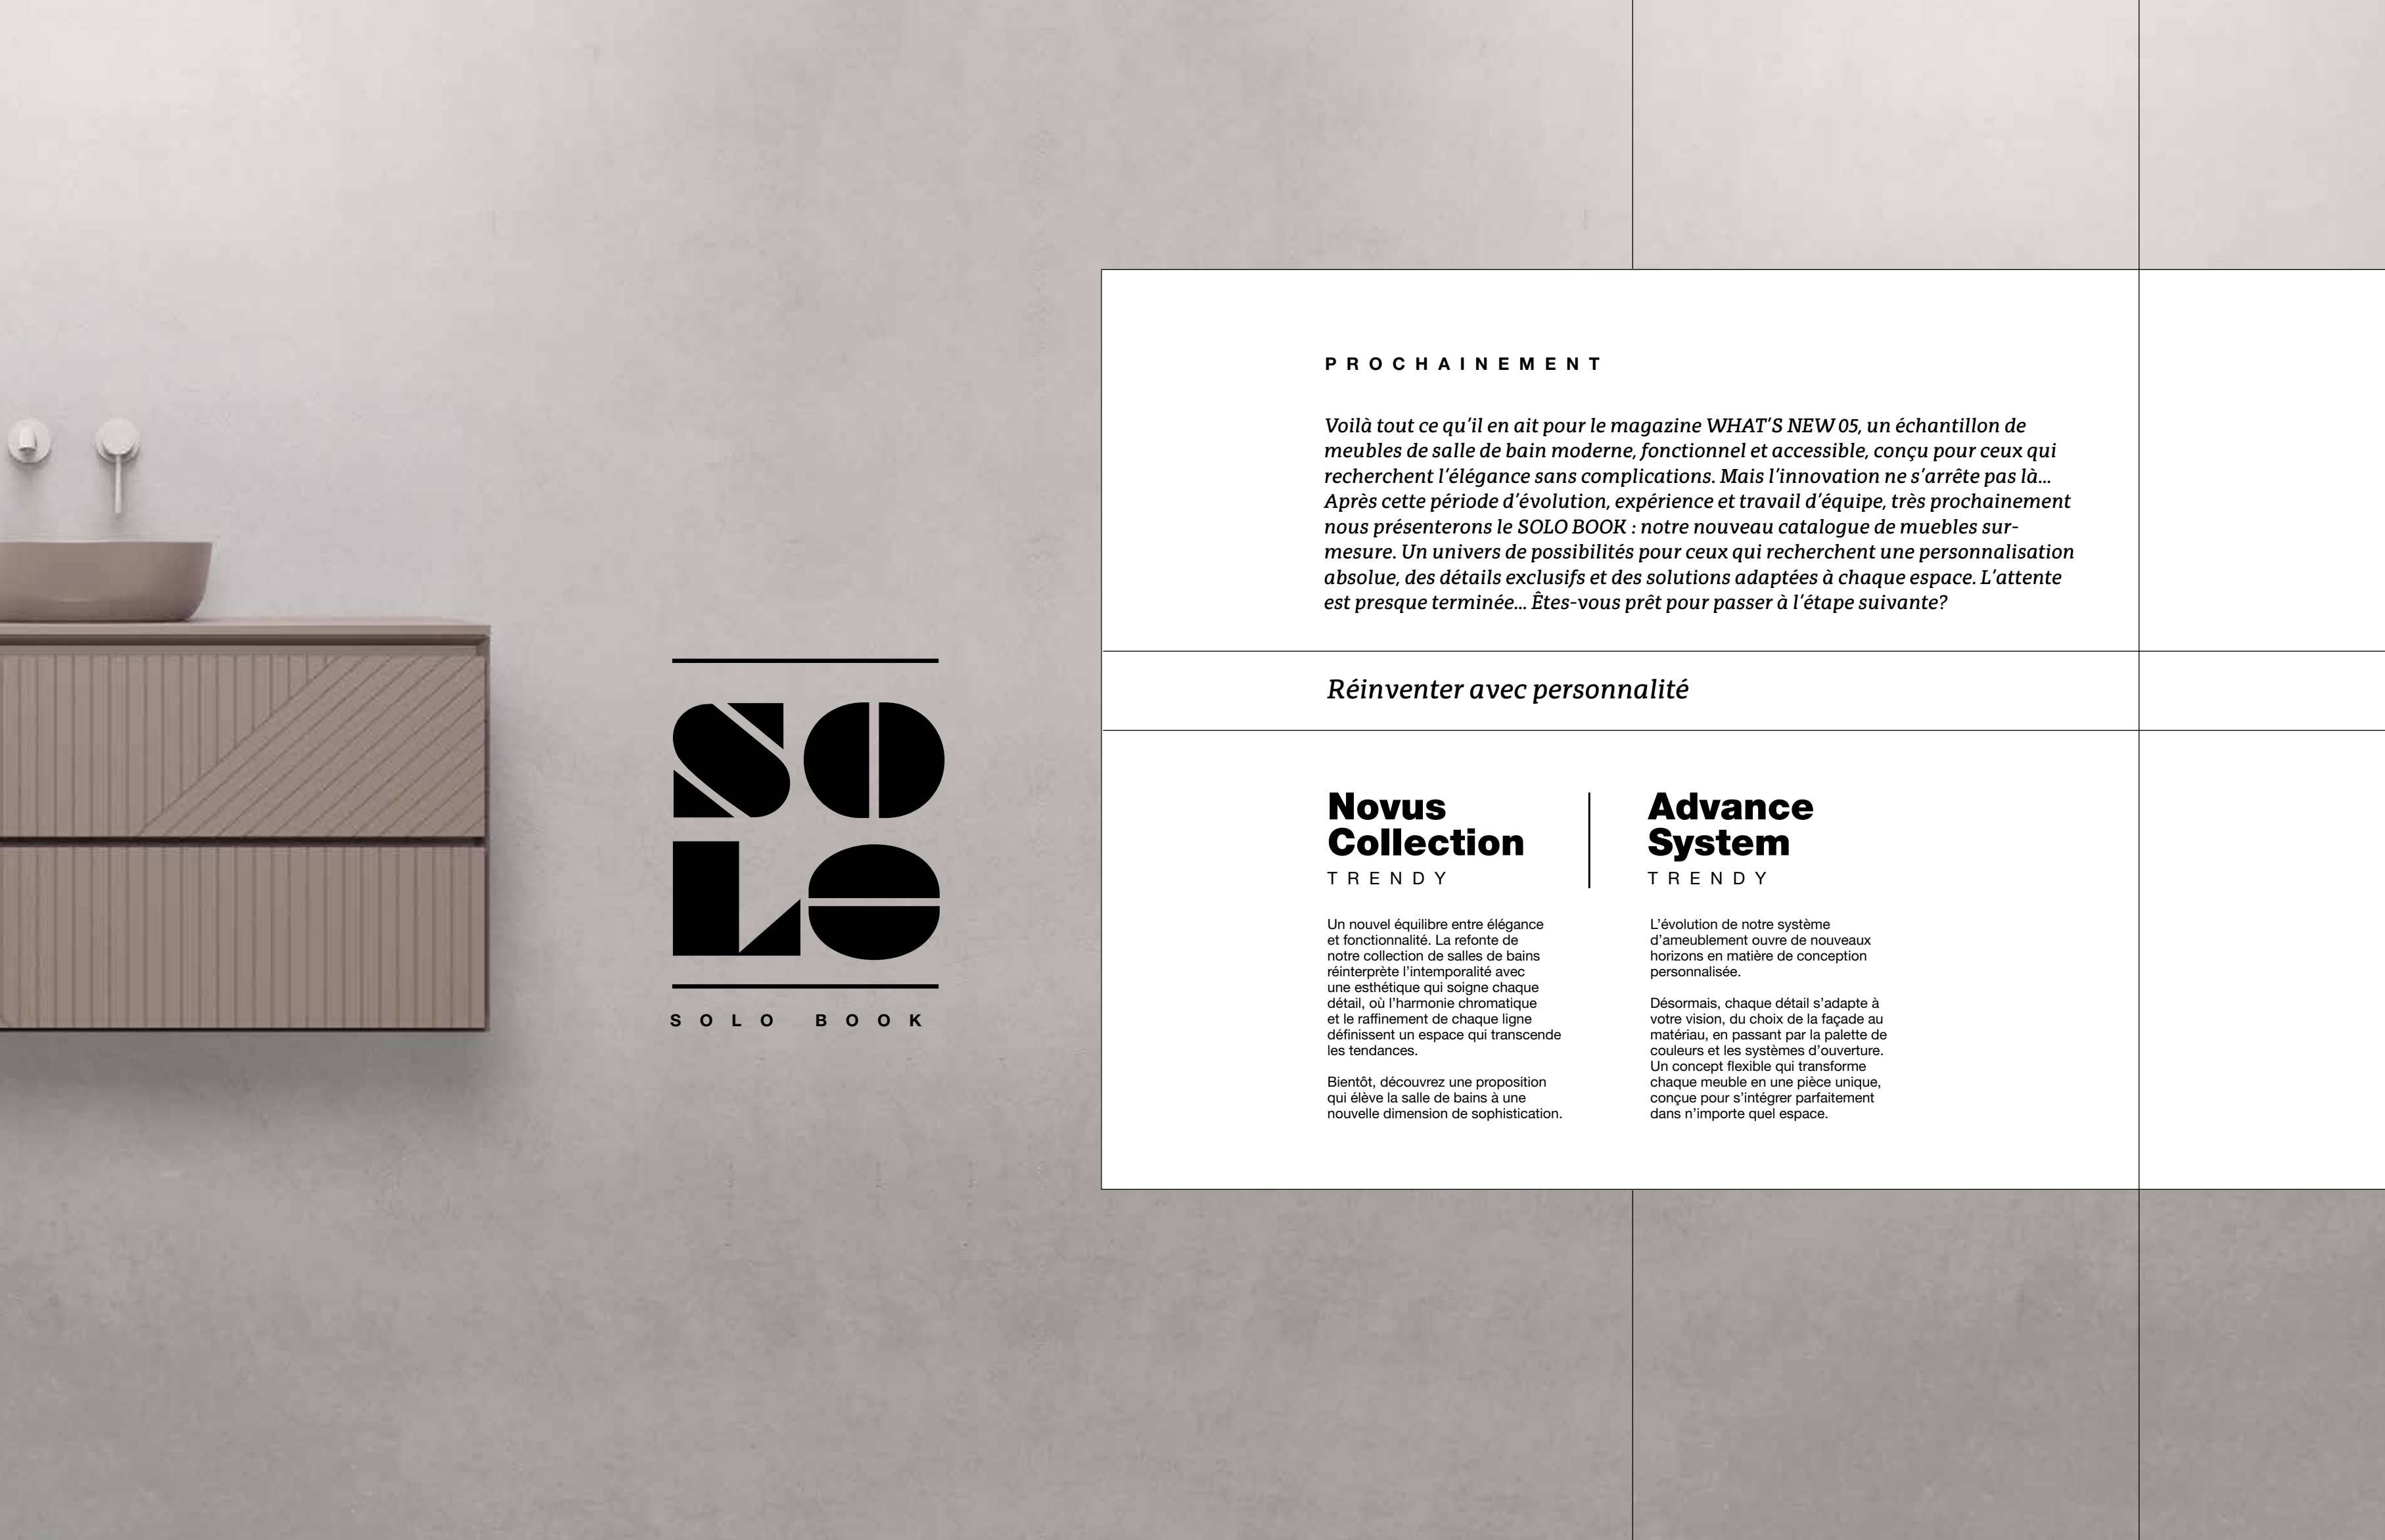 SO
LO
SOLO BOOK
PROCHAINEMENT
Voilà tout ce qu’il en ait pour le magazine WHAT’S NEW 05, un échantillon de
meubles de salle de bain moderne, fonctionnel et accessible, conçu pour ceux qui
recherchent l’élégance sans complications. Mais l’innovation ne s’arrête pas là...
Après cette période d’évolution, expérience et travail d’équipe, très prochainement
nous présenterons le SOLO BOOK : notre nouveau catalogue de muebles sur-
mesure. Un univers de possibilités pour ceux qui recherchent une personnalisation
absolue, des détails exclusifs et des solutions adaptées à chaque espace. L’attente
est presque terminée... Êtes-vous prêt pour passer à l’étape suivante?
Réinventer avec personnalité
Novus
Collection
TRENDY
Un nouvel équilibre entre élégance
et fonctionnalité. La refonte de
notre collection de salles de bains
réinterprète l’intemporalité avec
une esthétique qui soigne chaque
détail, où l’harmonie chromatique
et le raffinement de chaque ligne
définissent un espace qui transcende
les tendances.
Bientôt, découvrez une proposition
qui élève la salle de bains à une
nouvelle dimension de sophistication.
Advance
System
TRENDY
L’évolution de notre système
d’ameublement ouvre de nouveaux
horizons en matière de conception
personnalisée.
Désormais, chaque détail s’adapte à
votre vision, du choix de la façade au
matériau, en passant par la palette de
couleurs et les systèmes d’ouverture.
Un concept flexible qui transforme
chaque meuble en une pièce unique,
conçue pour s’intégrer parfaitement
dans n’importe quel espace.